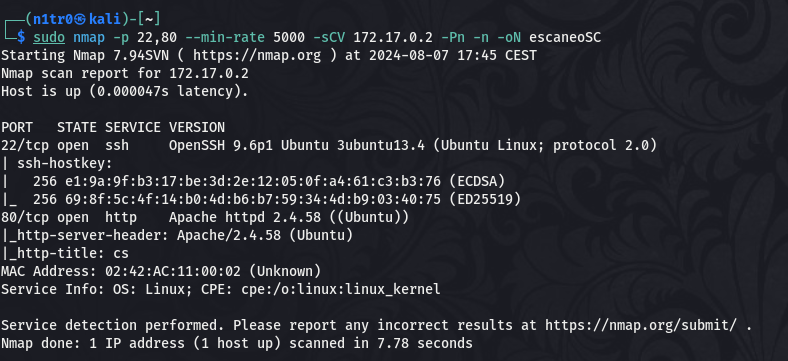 ┌──(n1tr0㉿kali)-[~]
└─$ sudo nmap -p 22,80 --min-rate 5000 -sCV 172.17.0.2 -Pn -n -oN escaneoSC
Starting Nmap 7.94SVN ( https://nmap.org ) at 2024-08-07 17:45 CEST
Nmap scan report for 172.17.0.2
Host is up (0.000047s latency).

PORT   STATE SERVICE VERSION
22/tcp open  ssh     OpenSSH 9.6p1 Ubuntu 3ubuntu13.4 (Ubuntu Linux; protocol 2.0)
| ssh-hostkey:
|   256 e1:9a:9f:b3:17:be:3d:2e:12:05:0f:a4:61:c3:b3:76 (ECDSA)
|_  256 69:8f:5c:4f:14:b0:4d:b6:b7:59:34:4d:b9:03:40:75 (ED25519)
80/tcp open  http    Apache httpd 2.4.58 ((Ubuntu))
|_http-server-header: Apache/2.4.58 (Ubuntu)
|_http-title: cs
MAC Address: 02:42:AC:11:00:02 (Unknown)
Service Info: OS: Linux; CPE: cpe:/o:linux:linux_kernel

Service detection performed. Please report any incorrect results at https://nmap.org/submit/ .
Nmap done: 1 IP address (1 host up) scanned in 7.78 seconds